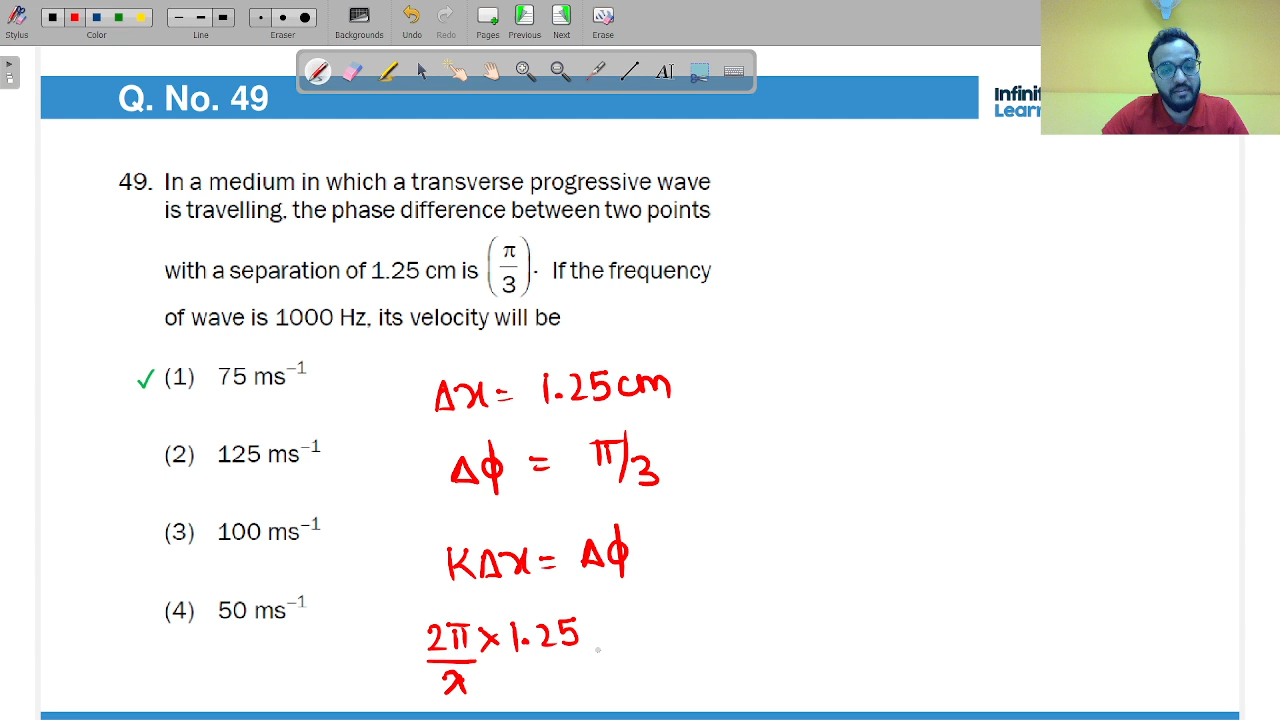 Stylus
Color
Line
Eraser
Backgrounds
Undo
Redo
Pages
Previous
Next
Erase
Q. No. 49
Infinit
Learn
49. In a medium in which a transverse progressive wave
is travelling, the phase difference between two points
with a separation of 1.25 cm is (π/3). If the frequency
of wave is 1000 Hz, its velocity will be
✓ (1) 75 ms⁻¹
(2) 125 ms⁻¹
(3) 100 ms⁻¹
(4) 50 ms⁻¹
Δx = 1.25cm
Δϕ = π/3
KΔx = Δϕ
2π/λ × 1.25